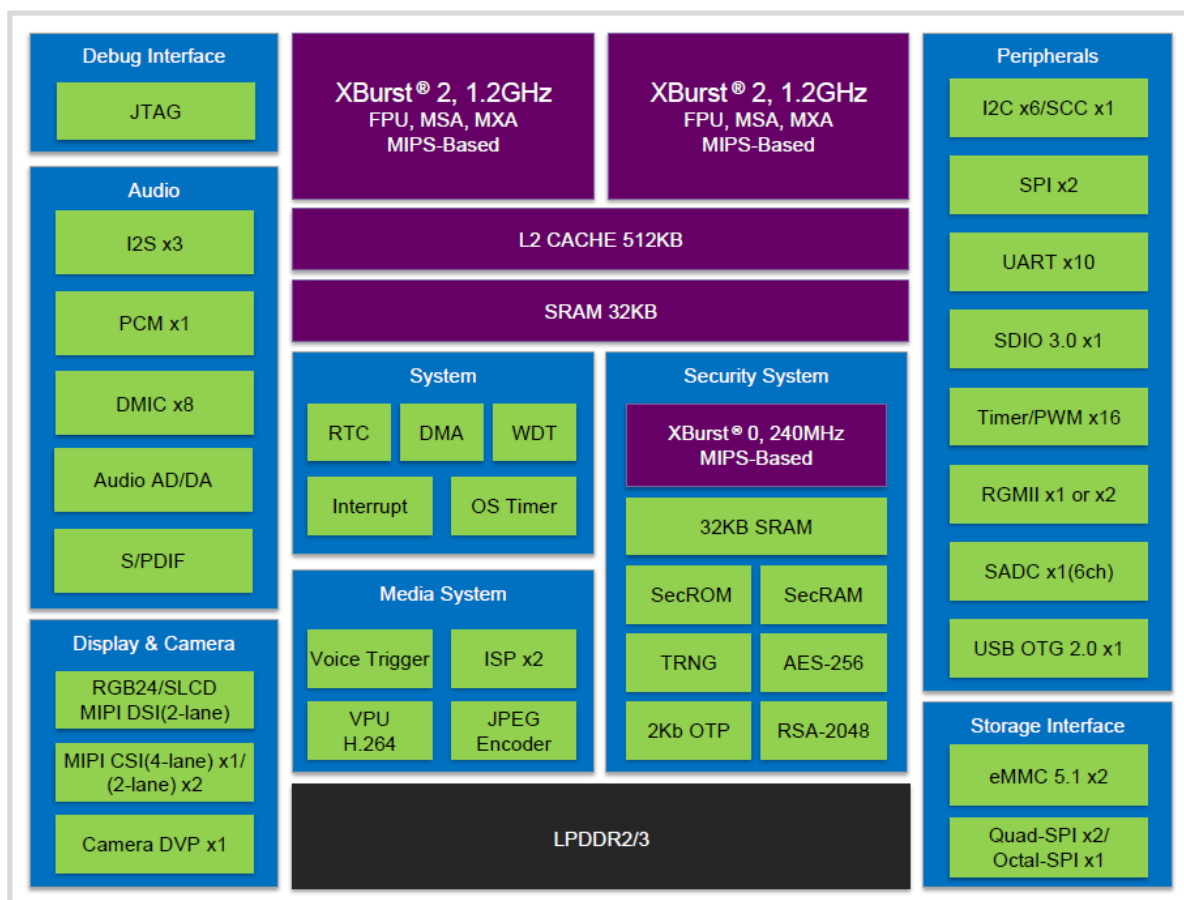 Debug Interface
JTAG
Audio
I2S x3
PCM x1
DMIC x8
Audio AD/DA
S/PDIF
Display & Camera
RGB24/SLCD
MIPI DSI(2-lane)
MIPI CSI(4-lane) x1/
(2-lane) x2
Camera DVP x1
XBurst® 2, 1.2GHz
FPU, MSA, MXA
MIPS-Based
XBurst® 2, 1.2GHz
FPU, MSA, MXA
MIPS-Based
L2 CACHE 512KB
SRAM 32KB
System
RTC
DMA
WDT
Interrupt
OS Timer
Media System
Voice Trigger
ISP x2
VPU
H.264
JPEG
Encoder
Security System
XBurst® 0, 240MHz
MIPS-Based
32KB SRAM
SecROM
SecRAM
TRNG
AES-256
2Kb OTP
RSA-2048
LPDDR2/3
Peripherals
I2C x6/SCC x1
SPI x2
UART x10
SDIO 3.0 x1
Timer/PWM x16
RGMII x1 or x2
SADC x1(6ch)
USB OTG 2.0 x1
Storage Interface
eMMC 5.1 x2
Quad-SPI x2/
Octal-SPI x1